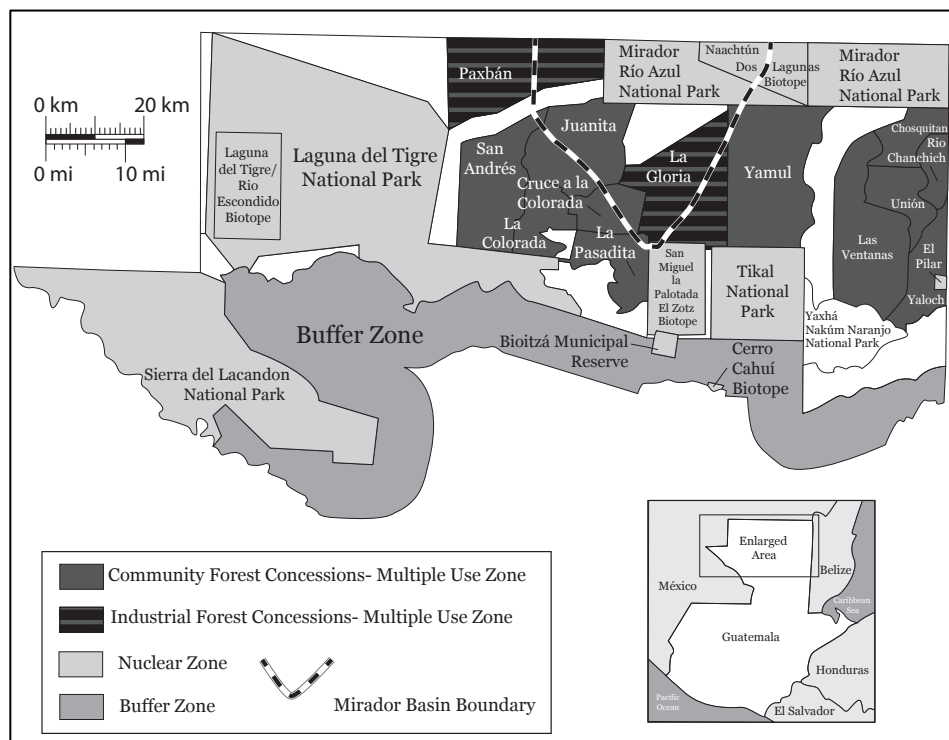 0 km 20 km
0 mi 10 mi
Paxbán
Mirador
Río Azul
National Park
Naachtún
Dos
Lagunas
Biotope
Mirador
Río Azul
National Park
Laguna
del Tigre/
Rio
Escondido
Biotope
Laguna del Tigre
National Park
San
Andrés
Juanita
Cruce a la
Colorada
La
Colorada
La
Pasadita
La
Gloria
Yamul
Chosquitan
Rio
Chanchich
Unión
Las
Ventanas
El
Pilar
Yaloch
San
Miguel
la
Palotada
El Zotz
Biotope
Tikal
National
Park
Yaxhá
Nakúm Naranjo
National Park
Buffer Zone
Bioitzá Municipal
Reserve
Cerro
Cahuí
Biotope
Sierra del Lacandon
National Park
Community Forest Concessions- Multiple Use Zone
Industrial Forest Concessions- Multiple Use Zone
Nuclear Zone
Buffer Zone
Mirador Basin Boundary
Enlarged
Area
México
Belize
Caribbean
Sea
Guatemala
Honduras
Pacific
Ocean
El Salvador